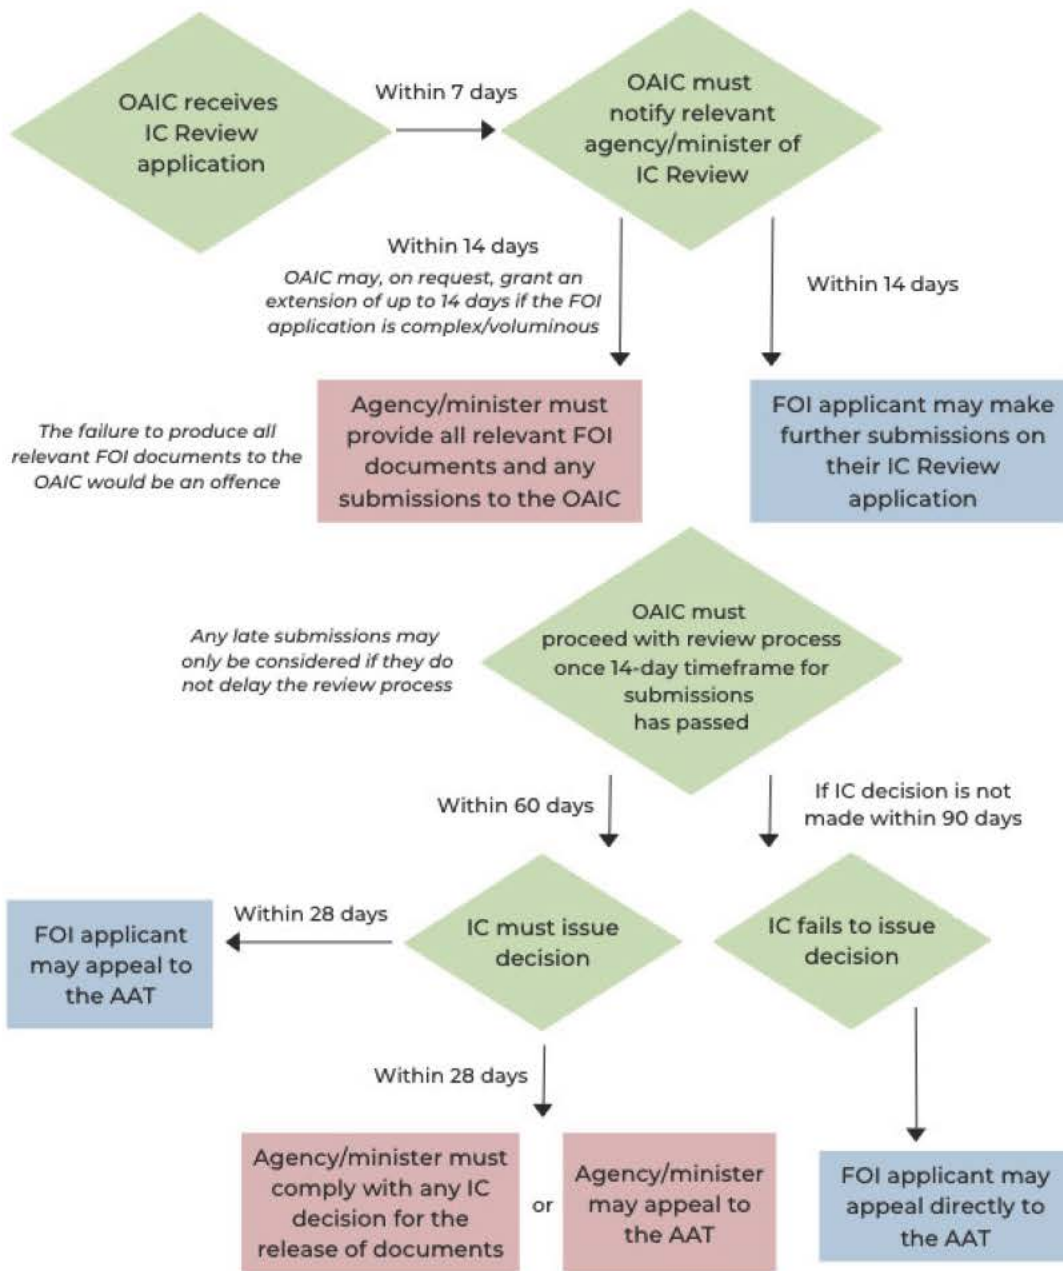 OAIC receives
IC Review
application
Within 7 days
OAIC must
notify relevant
agency/minister of
IC Review
Within 14 days
OAIC may, on request, grant an
extension of up to 14 days if the FOI
application is complex/voluminous
Within 14 days
The failure to produce all
relevant FOI documents to the
OAIC would be an offence
Agency/minister must
provide all relevant FOI
documents and any
submissions to the OAIC
FOI applicant may make
further submissions on
their IC Review
application
Any late submissions may
only be considered if they do
not delay the review process
OAIC must
proceed with review process
once 14-day timeframe for
submissions
has passed
Within 60 days
If IC decision is not
made within 90 days
FOI applicant
may appeal to
the AAT
Within 28 days
IC must issue
decision
IC fails to issue
decision
Within 28 days
Agency/minister must
comply with any IC
decision for the
release of documents
or
Agency/minister
may appeal to
the AAT
FOI applicant may
appeal directly to
the AAT